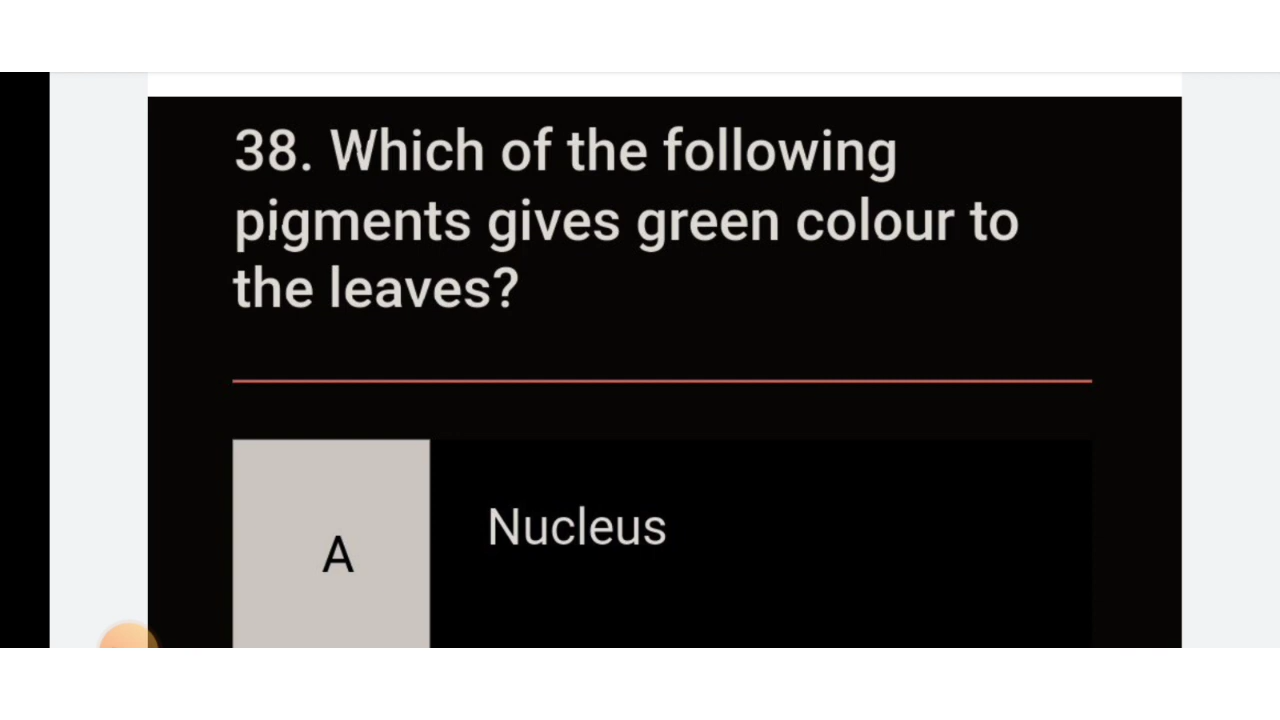 38. Which of the following
pigments gives green colour to
the leaves?
A
Nucleus